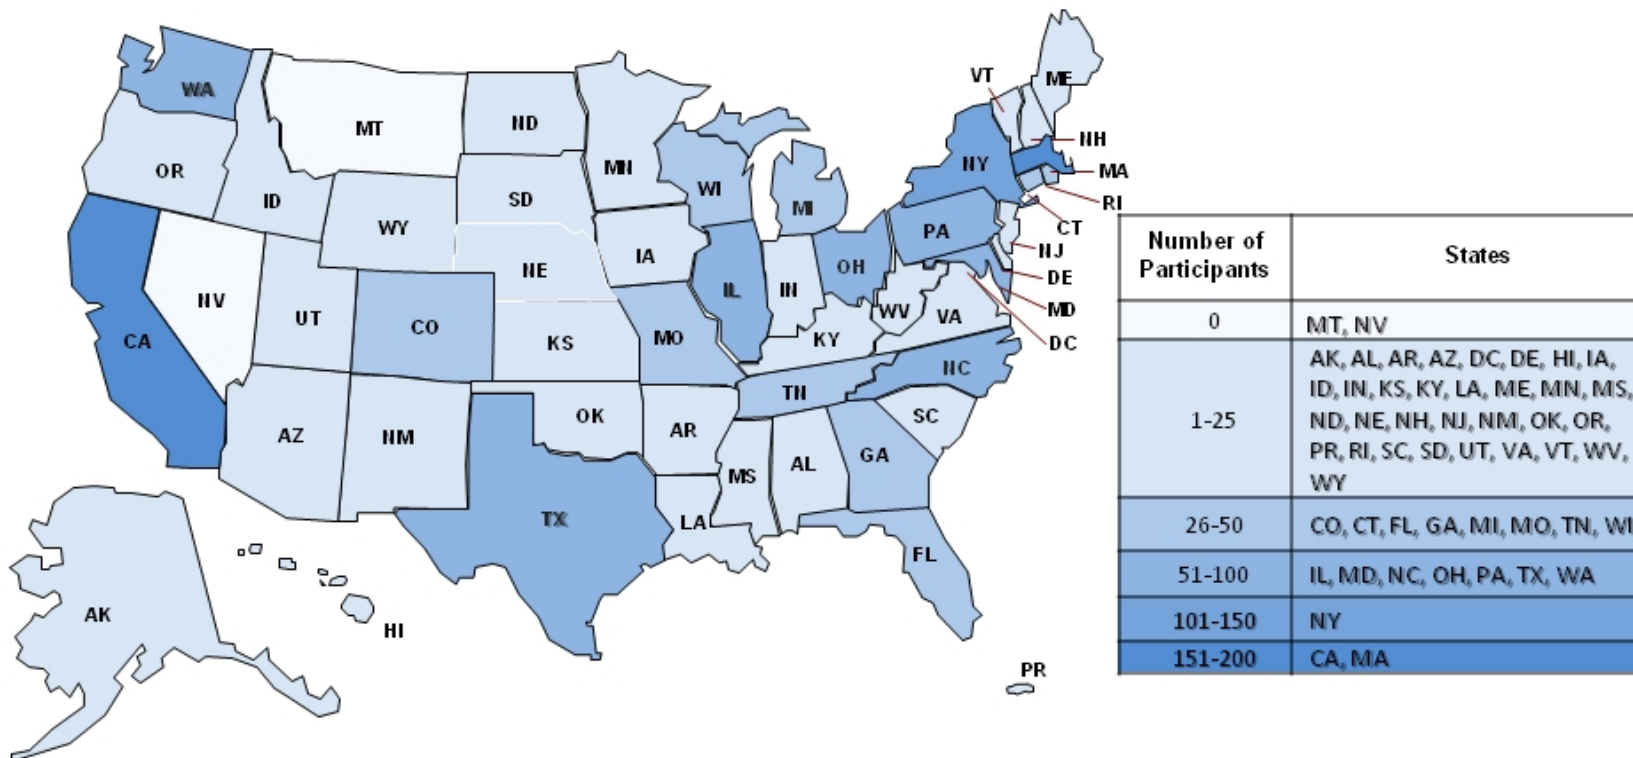 WA
MT
ND
MN
VT
ME
NH
MA
RI
CT
NJ
DE
MD
DC
OR
ID
WY
SD
WI
MI
NY
PA
IA
NE
NV
UT
CO
KS
MO
IL
IN
OH
WV
VA
KY
CA
AZ
NM
OK
AR
TN
NC
SC
MS
AL
GA
TX
LA
FL
AK
HI
PR
Number of Participants States
0 MT, NV
1-25 AK, AL, AR, AZ, DC, DE, HI, IA,
ID, IN, KS, KY, LA, ME, MN, MS,
ND, NE, NH, NJ, NM, OK, OR,
PR, RI, SC, SD, UT, VA, VT, WV,
WY
26-50 CO, CT, FL, GA, MI, MO, TN, WI
51-100 IL, MD, NC, OH, PA, TX, WA
101-150 NY
151-200 CA, MA